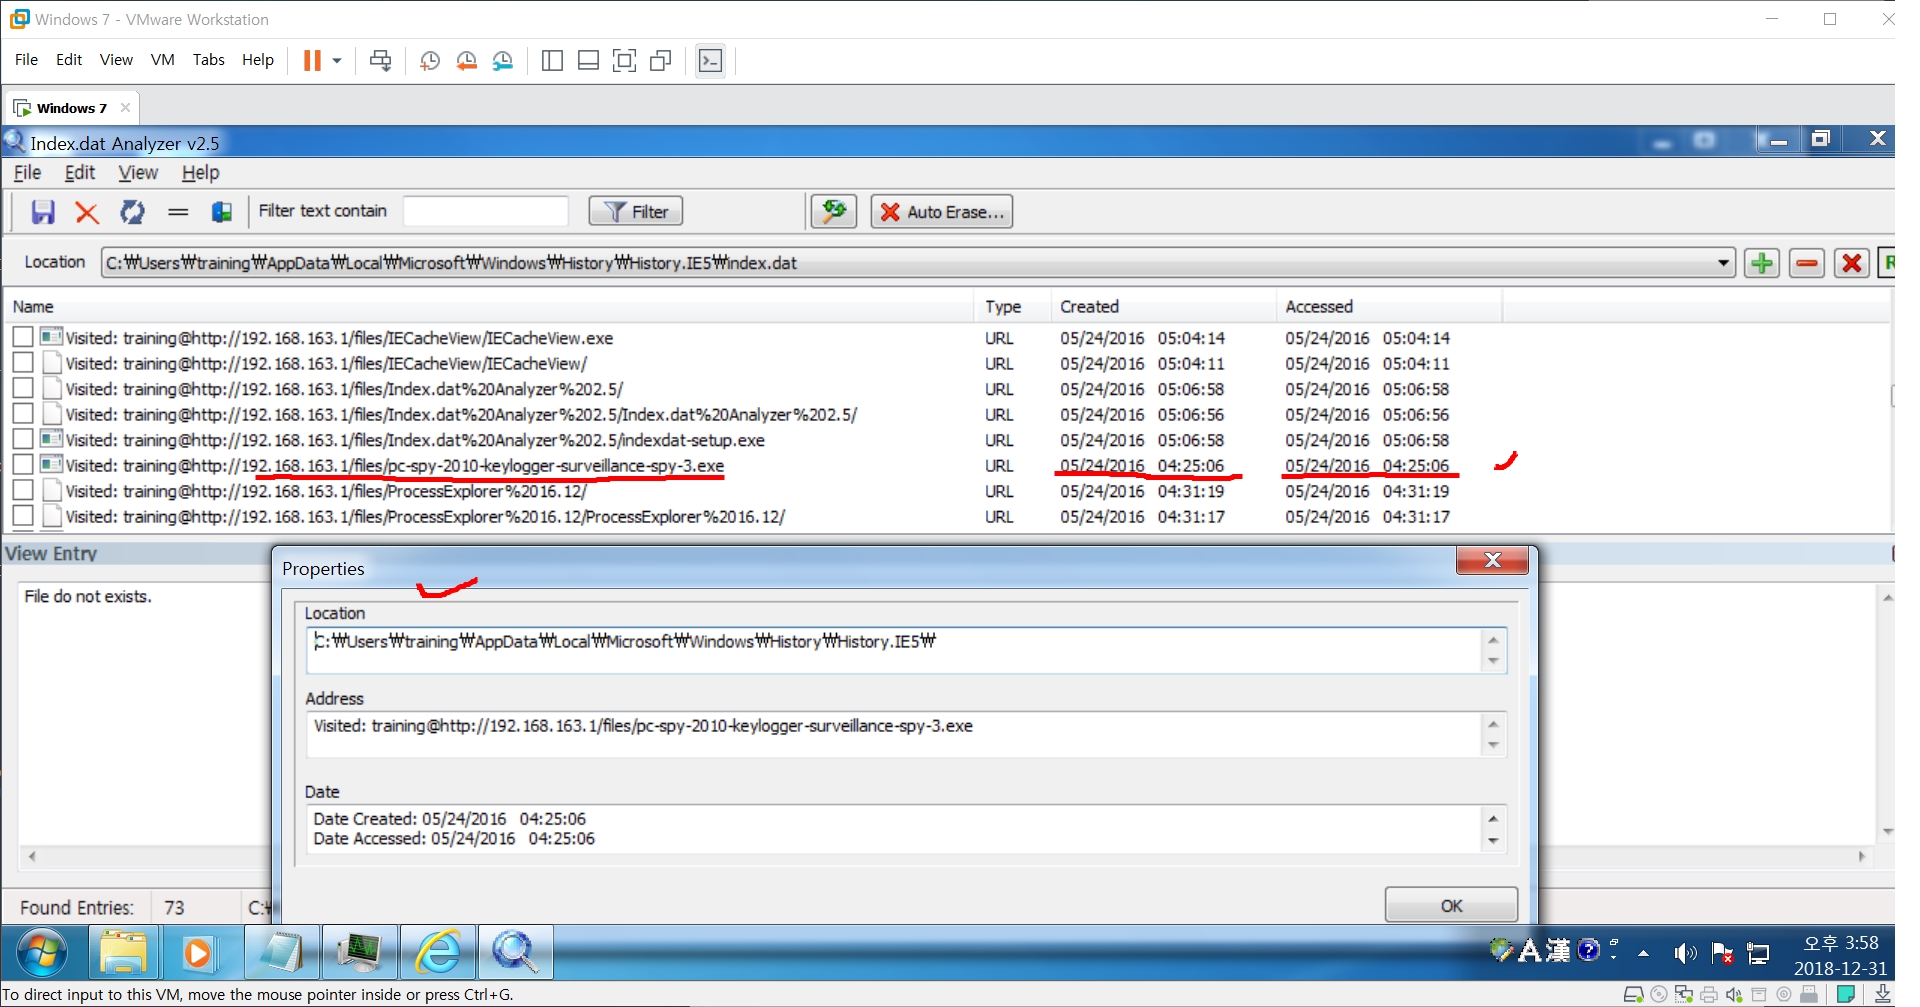 Windows 7 - VMware Workstation
File Edit View VM Tabs Help
Windows 7
Index.dat Analyzer v2.5
File Edit View Help
Filter text contain Filter Auto Erase...
Location C:₩Users₩training₩AppData₩Local₩Microsoft₩Windows₩History₩History.IE5₩index.dat R
Name Type Created Accessed
Visited: training@http://192.168.163.1/files/IECacheView/IECacheView.exe URL 05/24/2016 05:04:14 05/24/2016 05:04:14
Visited: training@http://192.168.163.1/files/IECacheView/ URL 05/24/2016 05:04:11 05/24/2016 05:04:11
Visited: training@http://192.168.163.1/files/Index.dat%20Analyzer%202.5/ URL 05/24/2016 05:06:58 05/24/2016 05:06:58
Visited: training@http://192.168.163.1/files/Index.dat%20Analyzer%202.5/Index.dat%20Analyzer%202.5/ URL 05/24/2016 05:06:56 05/24/2016 05:06:56
Visited: training@http://192.168.163.1/files/Index.dat%20Analyzer%202.5/indexdat-setup.exe URL 05/24/2016 05:06:58 05/24/2016 05:06:58
Visited: training@http://192.168.163.1/files/pc-spy-2010-keylogger-surveillance-spy-3.exe URL 05/24/2016 04:25:06 05/24/2016 04:25:06
Visited: training@http://192.168.163.1/files/ProcessExplorer%2016.12/ URL 05/24/2016 04:31:19 05/24/2016 04:31:19
Visited: training@http://192.168.163.1/files/ProcessExplorer%2016.12/ProcessExplorer%2016.12/ URL 05/24/2016 04:31:17 05/24/2016 04:31:17
View Entry
File do not exists.
Properties
Location
C:₩Users₩training₩AppData₩Local₩Microsoft₩Windows₩History₩History.IE5₩
Address
Visited: training@http://192.168.163.1/files/pc-spy-2010-keylogger-surveillance-spy-3.exe
Date
Date Created: 05/24/2016 04:25:06
Date Accessed: 05/24/2016 04:25:06
OK
Found Entries: 73 C:₩
A 漢 오후 3:58
2018-12-31
To direct input to this VM, move the mouse pointer inside or press Ctrl+G.